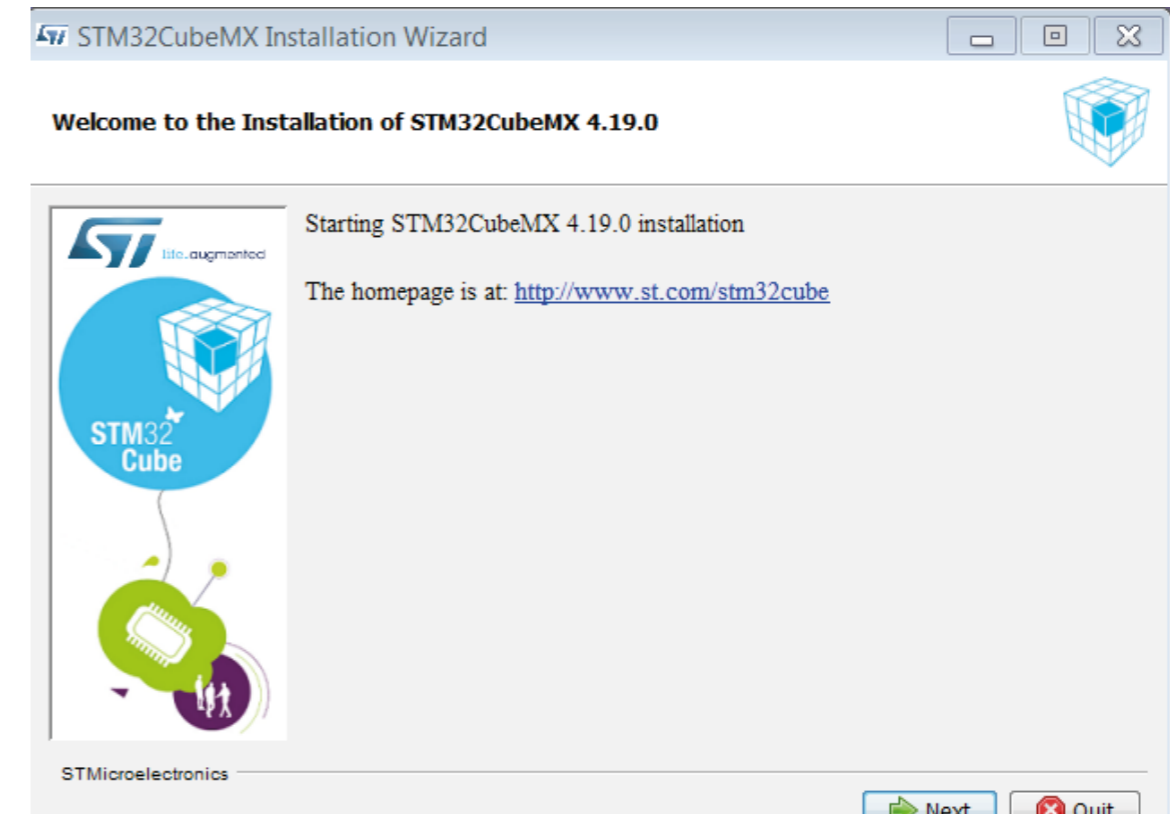 STM32CubeMX Installation Wizard
Welcome to the Installation of STM32CubeMX 4.19.0
ST life.augmented
Starting STM32CubeMX 4.19.0 installation
The homepage is at: http://www.st.com/stm32cube
STM32
Cube
STMicroelectronics
Next Quit